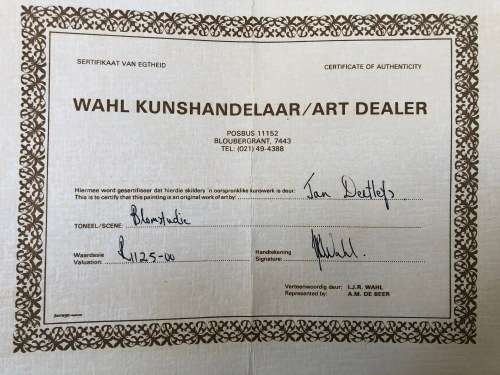 SERTIFIKAAT VAN EGTHEID CERTIFICATE OF AUTHENTICITY
WAHL KUNSHANDELAAR/ART DEALER
POSBUS 11152
BLOUBERGRANT, 7443
TEL: (021) 49-4388
Hiermee word gesertifiseer dat hierdie skildery 'n oorspronklike kunswerk is deur: Jan Deetlefs
This is to certify that this painting is an original work of art by:
TONEEL/SCENE: Blomstudie
Waardasie R1125-00 Handtekening Wahl.
Valuation: Signature:
Verteenwoordig deur: I.J.R. WAHL
Represented by: A.M. DE BEER